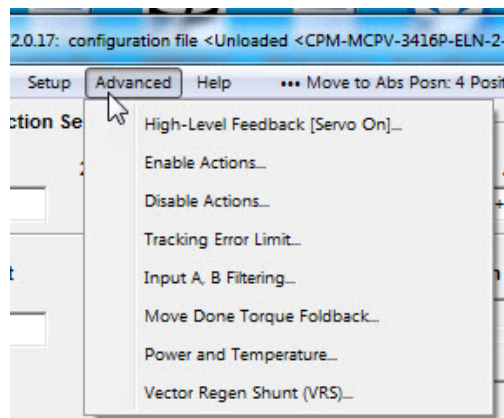 2.0.17: configuration file <Unloaded <CPM-MCPV-3416P-ELN-2-
Setup Advanced Help ••• Move to Abs Posn: 4 Posit
ction Se
High-Level Feedback [Servo On]...
Enable Actions...
Disable Actions...
Tracking Error Limit...
Input A, B Filtering...
Move Done Torque Foldback...
Power and Temperature...
Vector Regen Shunt (VRS)...